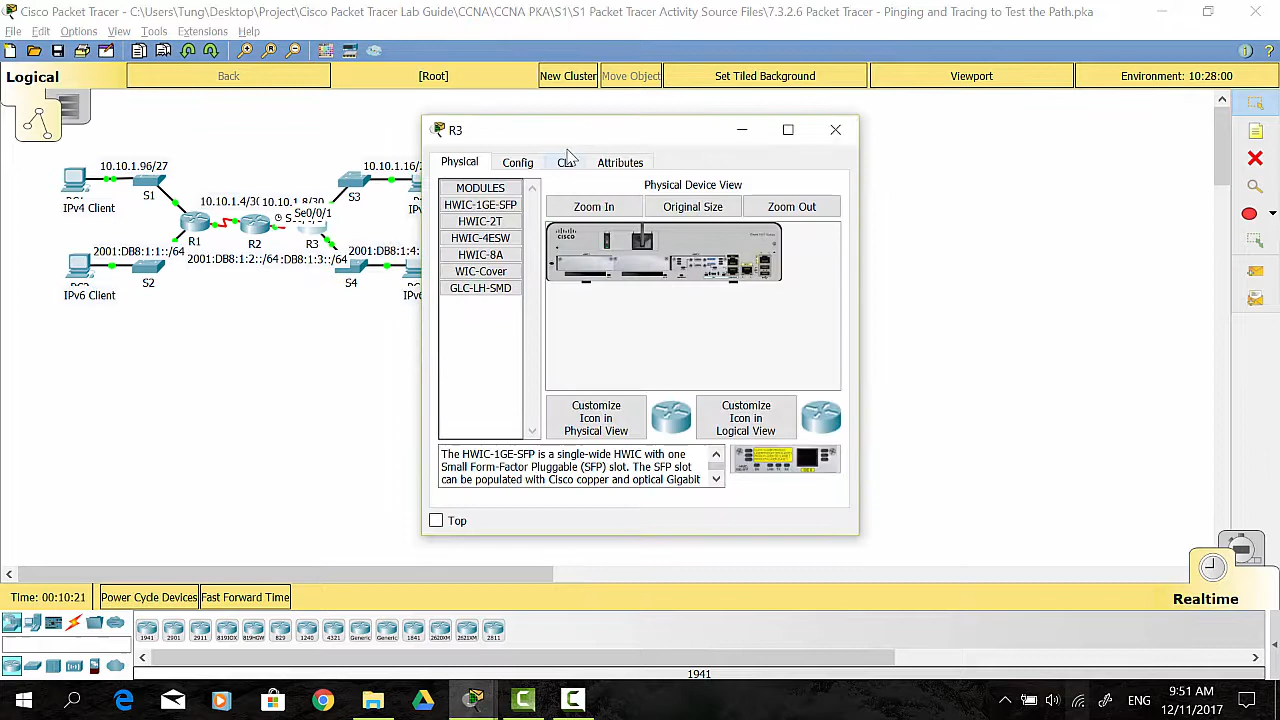 Cisco Packet Tracer - C:\Users\Tung\Desktop\Project\Cisco Packet Tracer Lab Guide\CCNA\CCNA PKA\S1\S1 Packet Tracer Activity Source Files\7.3.2.6 Packet Tracer - Pinging and Tracing to Test the Path.pka
File Edit Options View Tools Extensions Help
Logical
Back
[Root]
New Cluster
Move Object
Set Tiled Background
Viewport
Environment: 10:28:00
R3
Physical
Config
Attributes
MODULES
HWIC-1GE-SFP
HWIC-2T
HWIC-4ESW
HWIC-8A
WIC-Cover
GLC-LH-SMD
Physical Device View
Zoom In
Original Size
Zoom Out
CISCO
Customize
Icon in
Physical View
Customize
Icon in
Logical View
The HWIC-1GE-SFP is a single-wide HWIC with one
Small Form-Factor Pluggable (SFP) slot. The SFP slot
can be populated with Cisco copper and optical Gigabit
Top
10.10.1.96/27
IPv4 Client
S1
S3
10.10.1.16/
10.10.1.4/30
10.10.1.8/30
Se0/0/1
R1
R2
R3
2001:DB8:1:1::/64
2001:DB8:1:2::/64
2001:DB8:1:3::/64
2001:DB8:1:4:
IPv6 Client
S2
S4
IPv
Time: 00:10:21
Power Cycle Devices
Fast Forward Time
Realtime
1941
2901
2911
819IOX
819HGW
829
1240
4321
Generic
Generic
1841
2620XM
2621XM
2811
1941
ENG
9:51 AM
12/11/2017